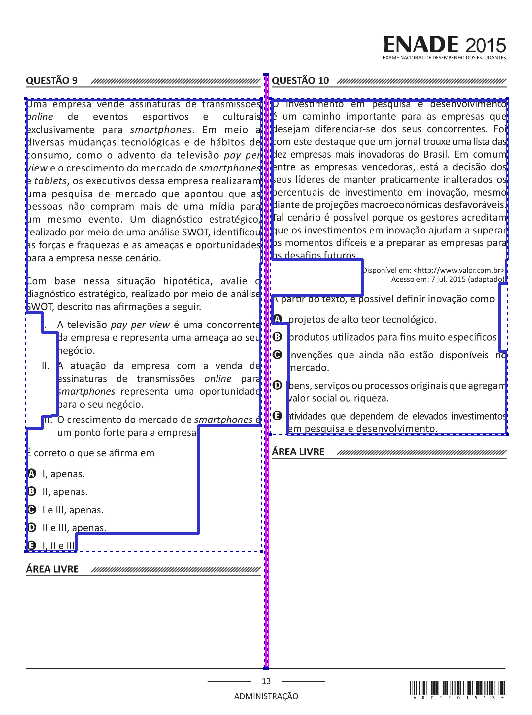 ENADE 2015
EXAME NACIONAL DE DESEMPENHO DOS ESTUDANTES
QUESTÃO 9
Uma empresa vende assinaturas de transmissões
online de eventos esportivos e culturais
exclusivamente para smartphones. Em meio a
diversas mudanças tecnológicas e de hábitos de
consumo, como o advento da televisão pay per
view e o crescimento do mercado de smartphones
e tablets, os executivos dessa empresa realizaram
uma pesquisa de mercado que apontou que as
pessoas não compram mais de uma mídia para
um mesmo evento. Um diagnóstico estratégico,
realizado por meio de uma análise SWOT, identificou
as forças e fraquezas e as ameaças e oportunidades
para a empresa nesse cenário.
Com base nessa situação hipotética, avalie o
diagnóstico estratégico, realizado por meio de análise
SWOT, descrito nas afirmações a seguir.
I. A televisão pay per view é uma concorrente
da empresa e representa uma ameaça ao seu
negócio.
II. A atuação da empresa com a venda de
assinaturas de transmissões online para
smartphones representa uma oportunidade
para o seu negócio.
III. O crescimento do mercado de smartphones é
um ponto forte para a empresa.
É correto o que se afirma em
A I, apenas.
B II, apenas.
C I e III, apenas.
D II e III, apenas.
E I, II e III.
ÁREA LIVRE
QUESTÃO 10
O investimento em pesquisa e desenvolvimento
é um caminho importante para as empresas que
desejam diferenciar-se dos seus concorrentes. Foi
com este destaque que um jornal trouxe uma lista das
dez empresas mais inovadoras do Brasil. Em comum
entre as empresas vencedoras, está a decisão dos
seus líderes de manter praticamente inalterados os
percentuais de investimento em inovação, mesmo
diante de projeções macroeconômicas desfavoráveis.
Tal cenário é possível porque os gestores acreditam
que os investimentos em inovação ajudam a superar
os momentos difíceis e a preparar as empresas para
os desafios futuros.
Disponível em: <http://www.valor.com.br>.
Acesso em: 7 jul. 2015 (adaptado).
A partir do texto, é possível definir inovação como
A projetos de alto teor tecnológico.
B produtos utilizados para fins muito específicos.
C invenções que ainda não estão disponíveis no
mercado.
D bens, serviços ou processos originais que agregam
valor social ou riqueza.
E atividades que dependem de elevados investimentos
em pesquisa e desenvolvimento.
ÁREA LIVRE
13
ADMINISTRAÇÃO